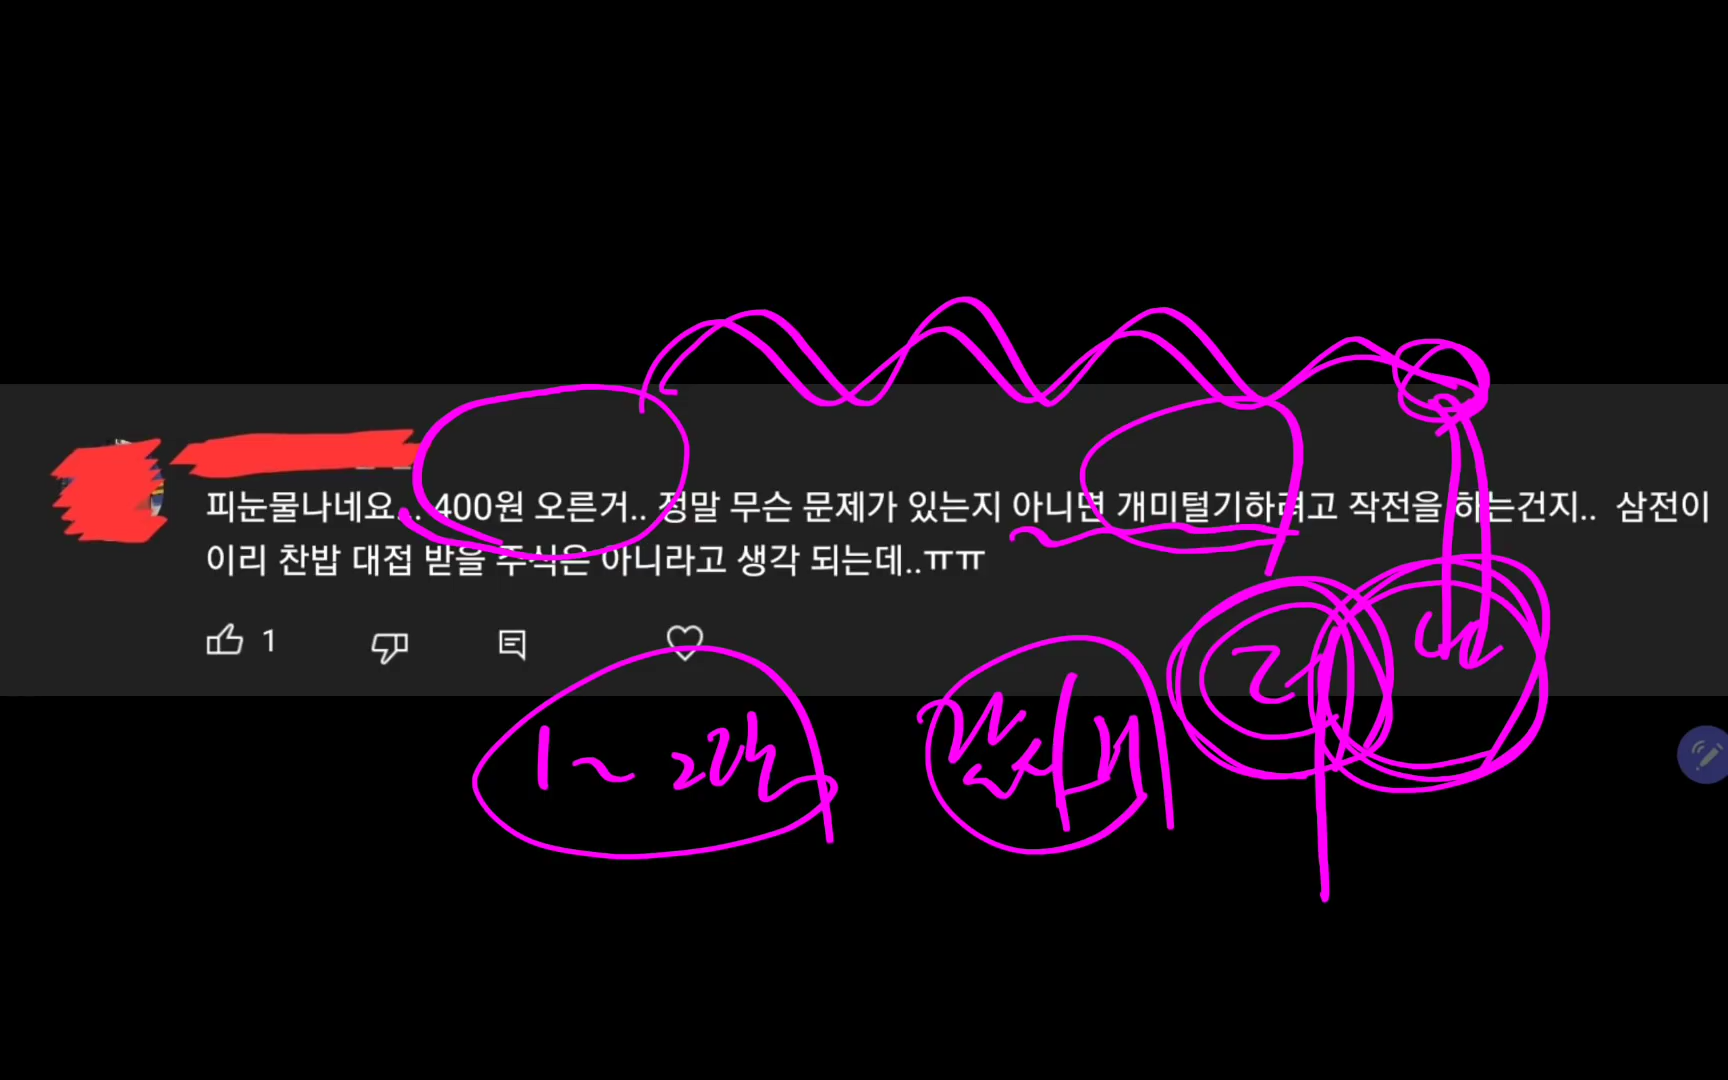 피눈물나네요... 400원 오른거.. 정말 무슨 문제가 있는지 아니면 개미털기하려고 작전을 하는건지.. 삼전이
이리 찬밥 대접 받을 주식은 아니라고 생각 되는데..ㅠㅠ
1
1~2만